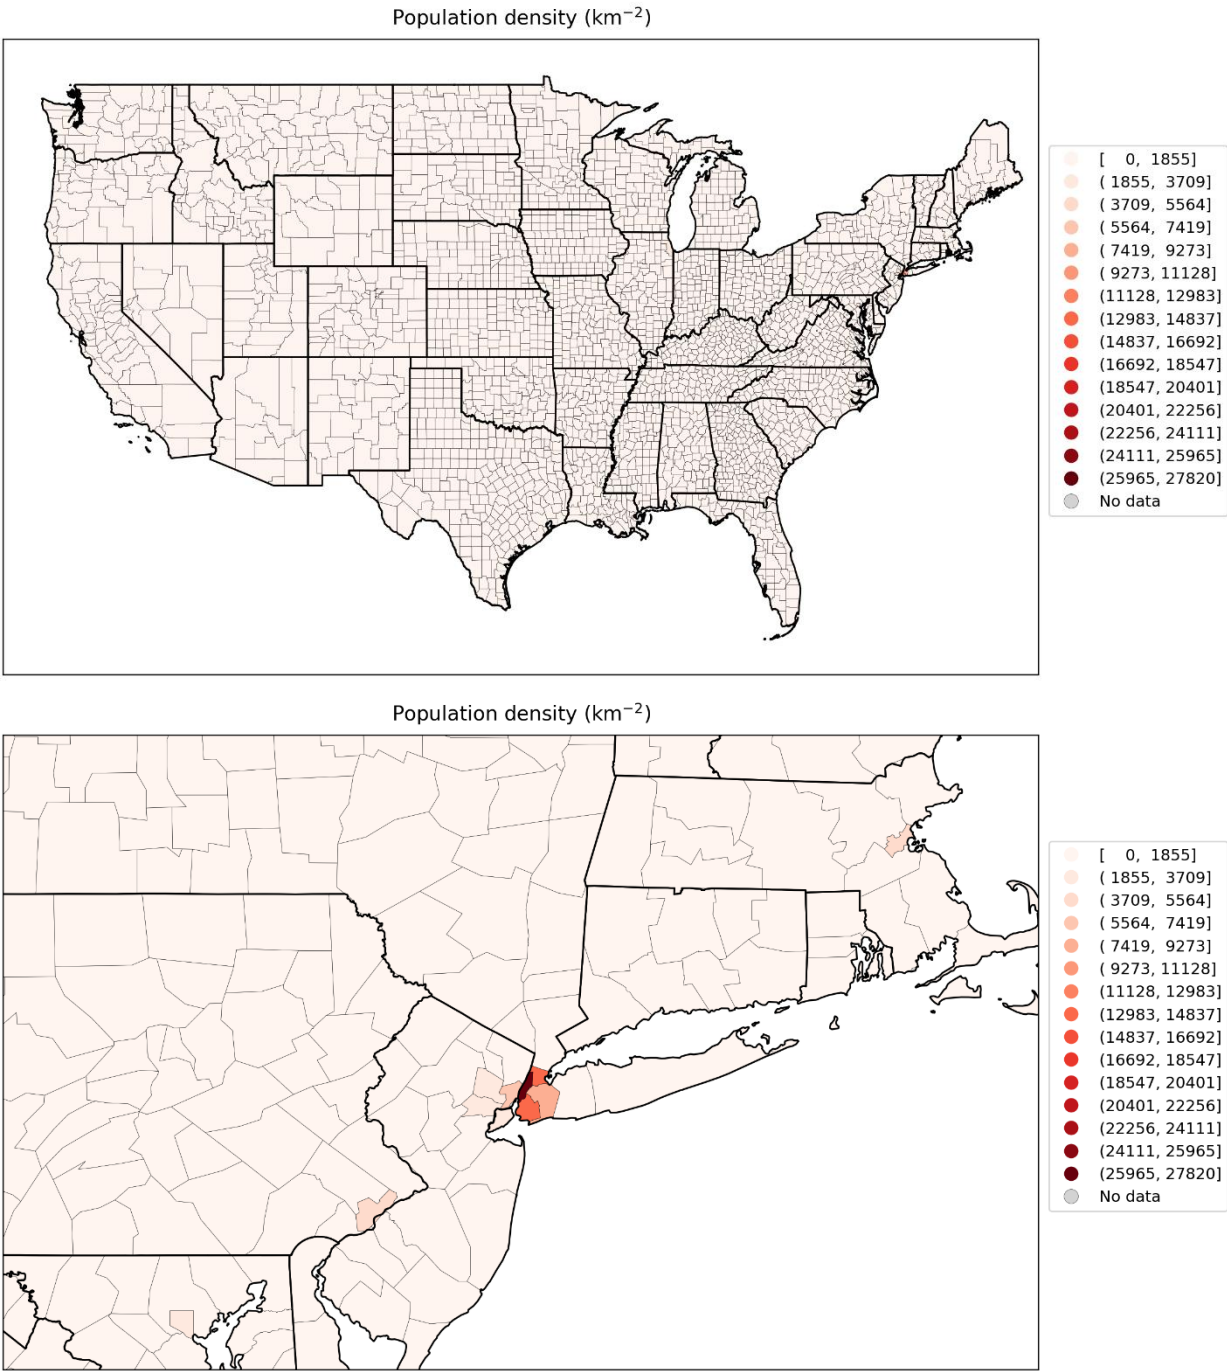 Population density (km⁻²)
[ 0, 1855]
( 1855, 3709]
( 3709, 5564]
( 5564, 7419]
( 7419, 9273]
( 9273, 11128]
(11128, 12983]
(12983, 14837]
(14837, 16692]
(16692, 18547]
(18547, 20401]
(20401, 22256]
(22256, 24111]
(24111, 25965]
(25965, 27820]
No data
Population density (km⁻²)
[ 0, 1855]
( 1855, 3709]
( 3709, 5564]
( 5564, 7419]
( 7419, 9273]
( 9273, 11128]
(11128, 12983]
(12983, 14837]
(14837, 16692]
(16692, 18547]
(18547, 20401]
(20401, 22256]
(22256, 24111]
(24111, 25965]
(25965, 27820]
No data